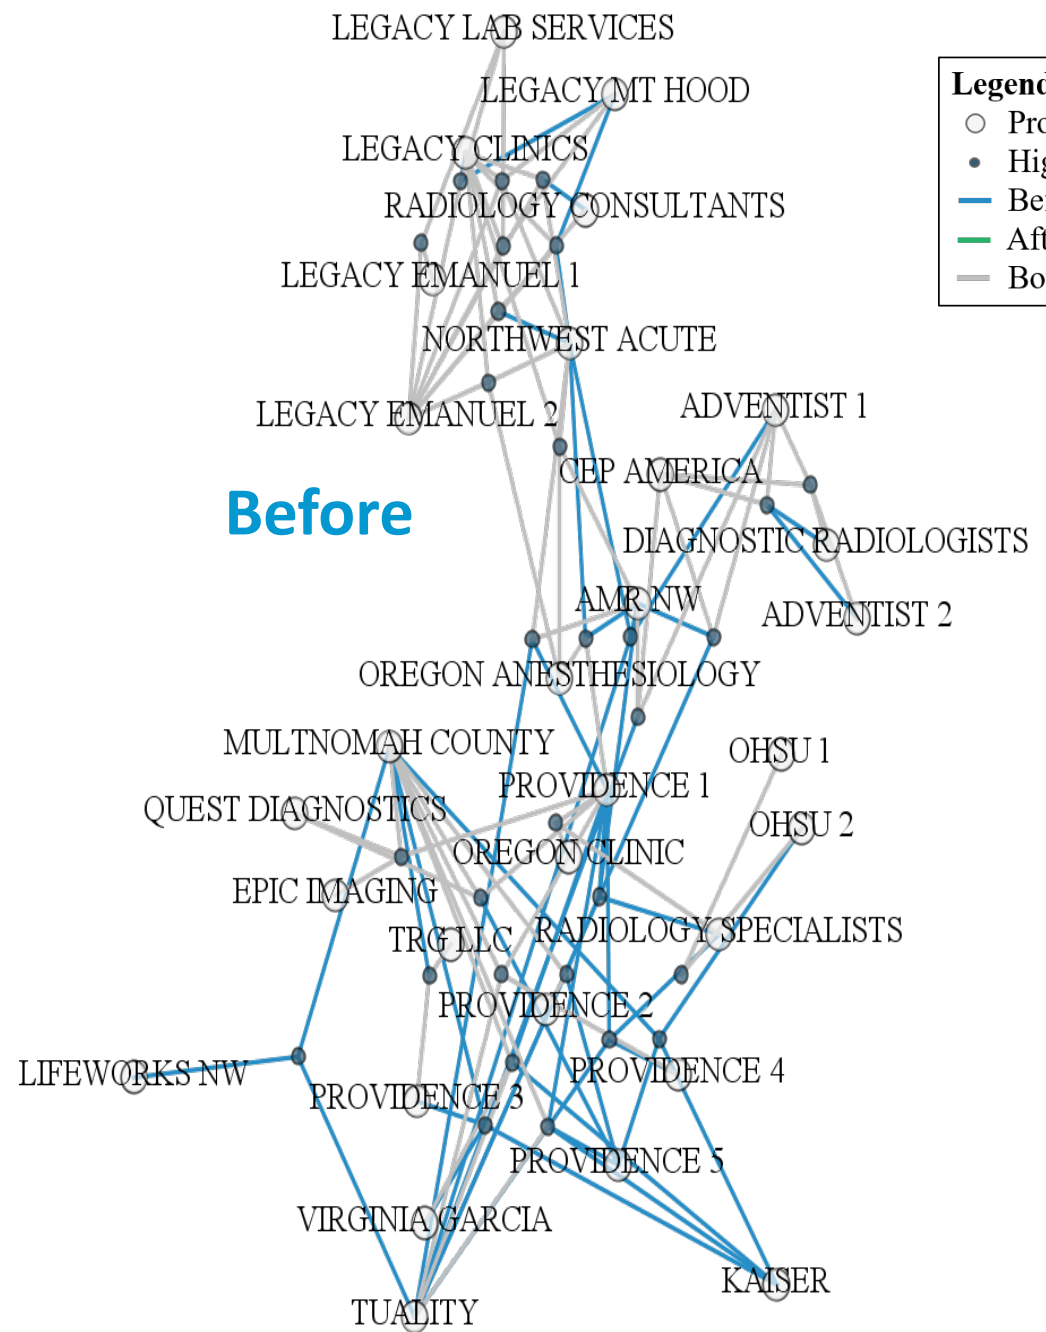 LEGACY LAB SERVICES
LEGACY MT HOOD
Legend
LEGACY CLINICS
RADIOLOGY CONSULTANTS
LEGACY EMANUEL 1
NORTHWEST ACUTE
LEGACY EMANUEL 2
ADVENTIST 1
CEP AMERICA
Before
DIAGNOSTIC RADIOLOGISTS
AMR NW
ADVENTIST 2
OREGON ANESTHESIOLOGY
MULTNOMAH COUNTY
OHSU 1
PROVIDENCE 1
QUEST DIAGNOSTICS
OHSU 2
OREGON CLINIC
EPIC IMAGING
TRG LLC
RADIOLOGY SPECIALISTS
PROVIDENCE 2
LIFEWORKS NW
PROVIDENCE 4
PROVIDENCE 3
PROVIDENCE 5
VIRGINIA GARCIA
KAISER
TUALITY